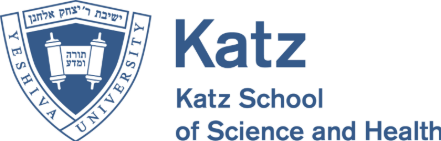 ישיבת ר' יצחק אלחנן
YESHIVA UNIVERSITY
תורה
ומדע
Katz
Katz School
of Science and Health